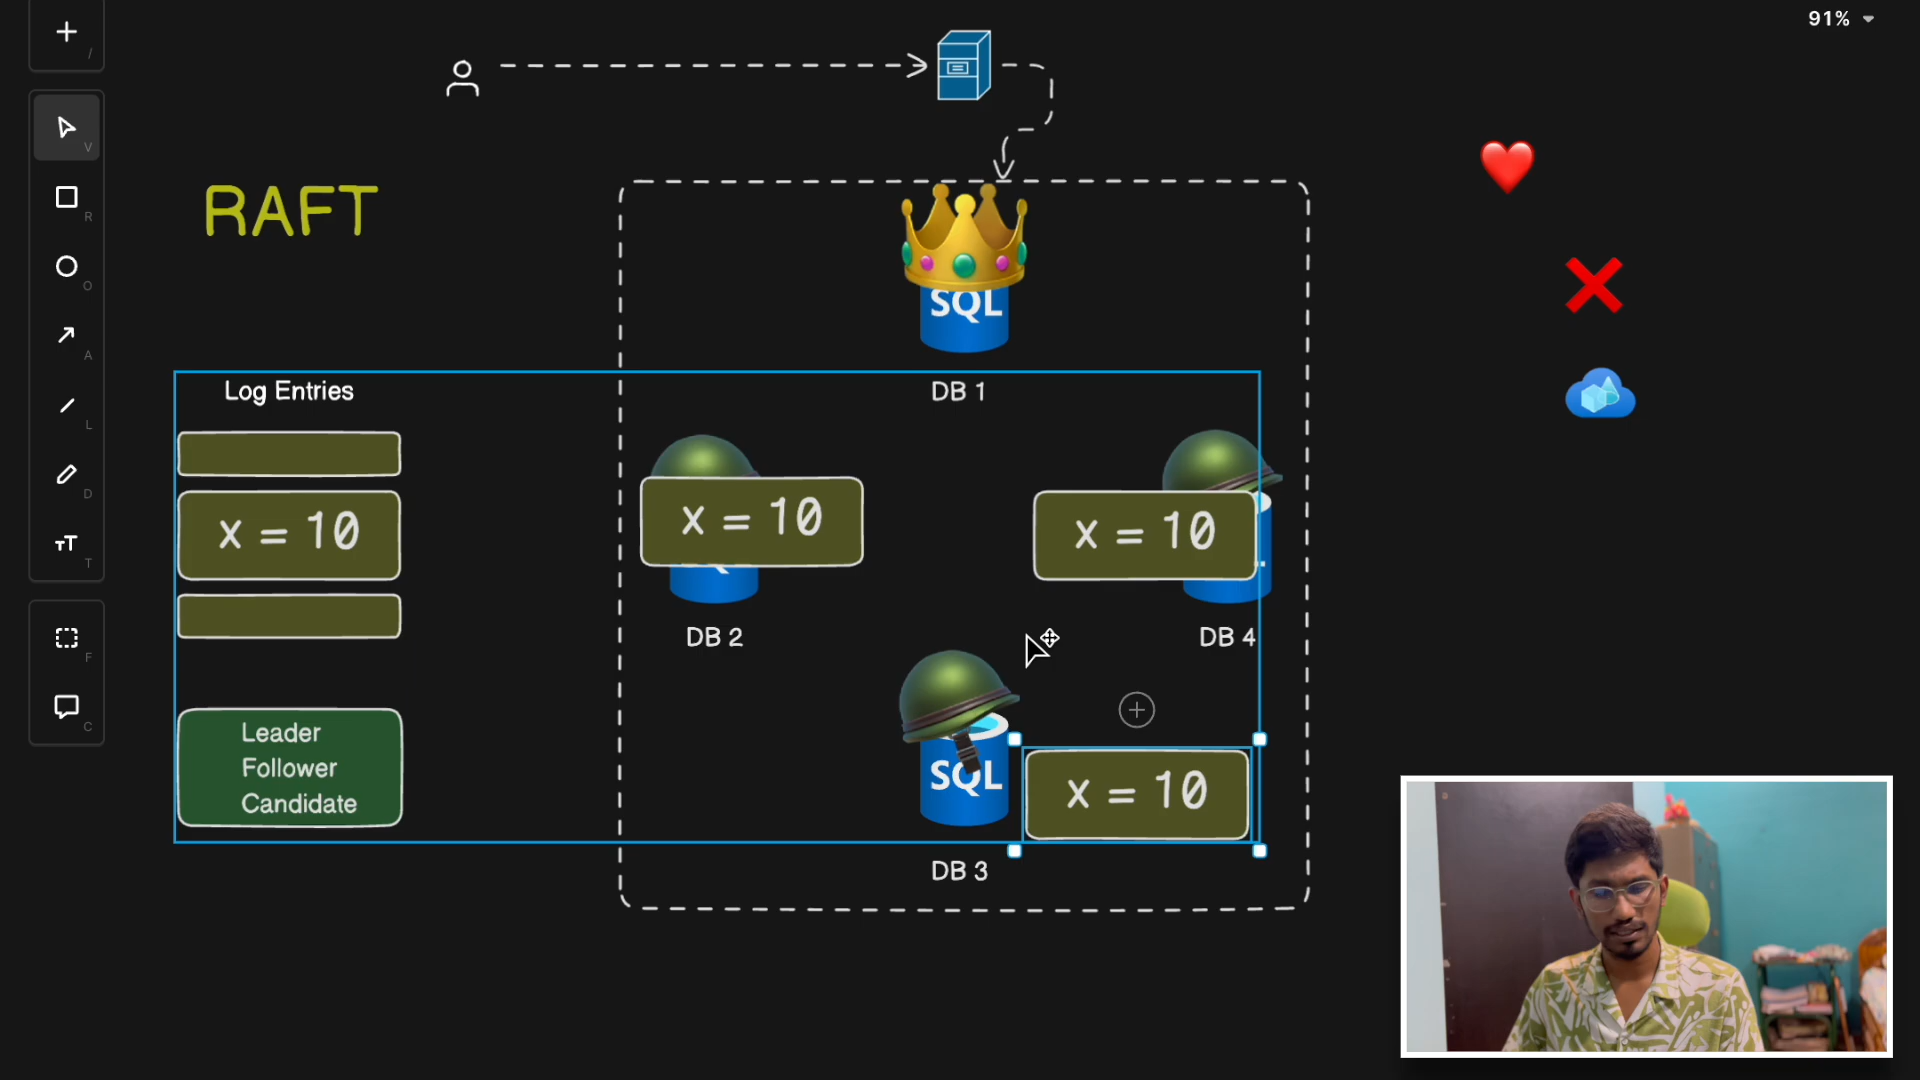 91%
/
V
R
O
A
L
D
TT
T
F
C
RAFT
SQL
Log Entries
DB 1
x = 10
x = 10
x = 10
DB 2
DB 4
Leader
Follower
Candidate
SQL
x = 10
DB 3